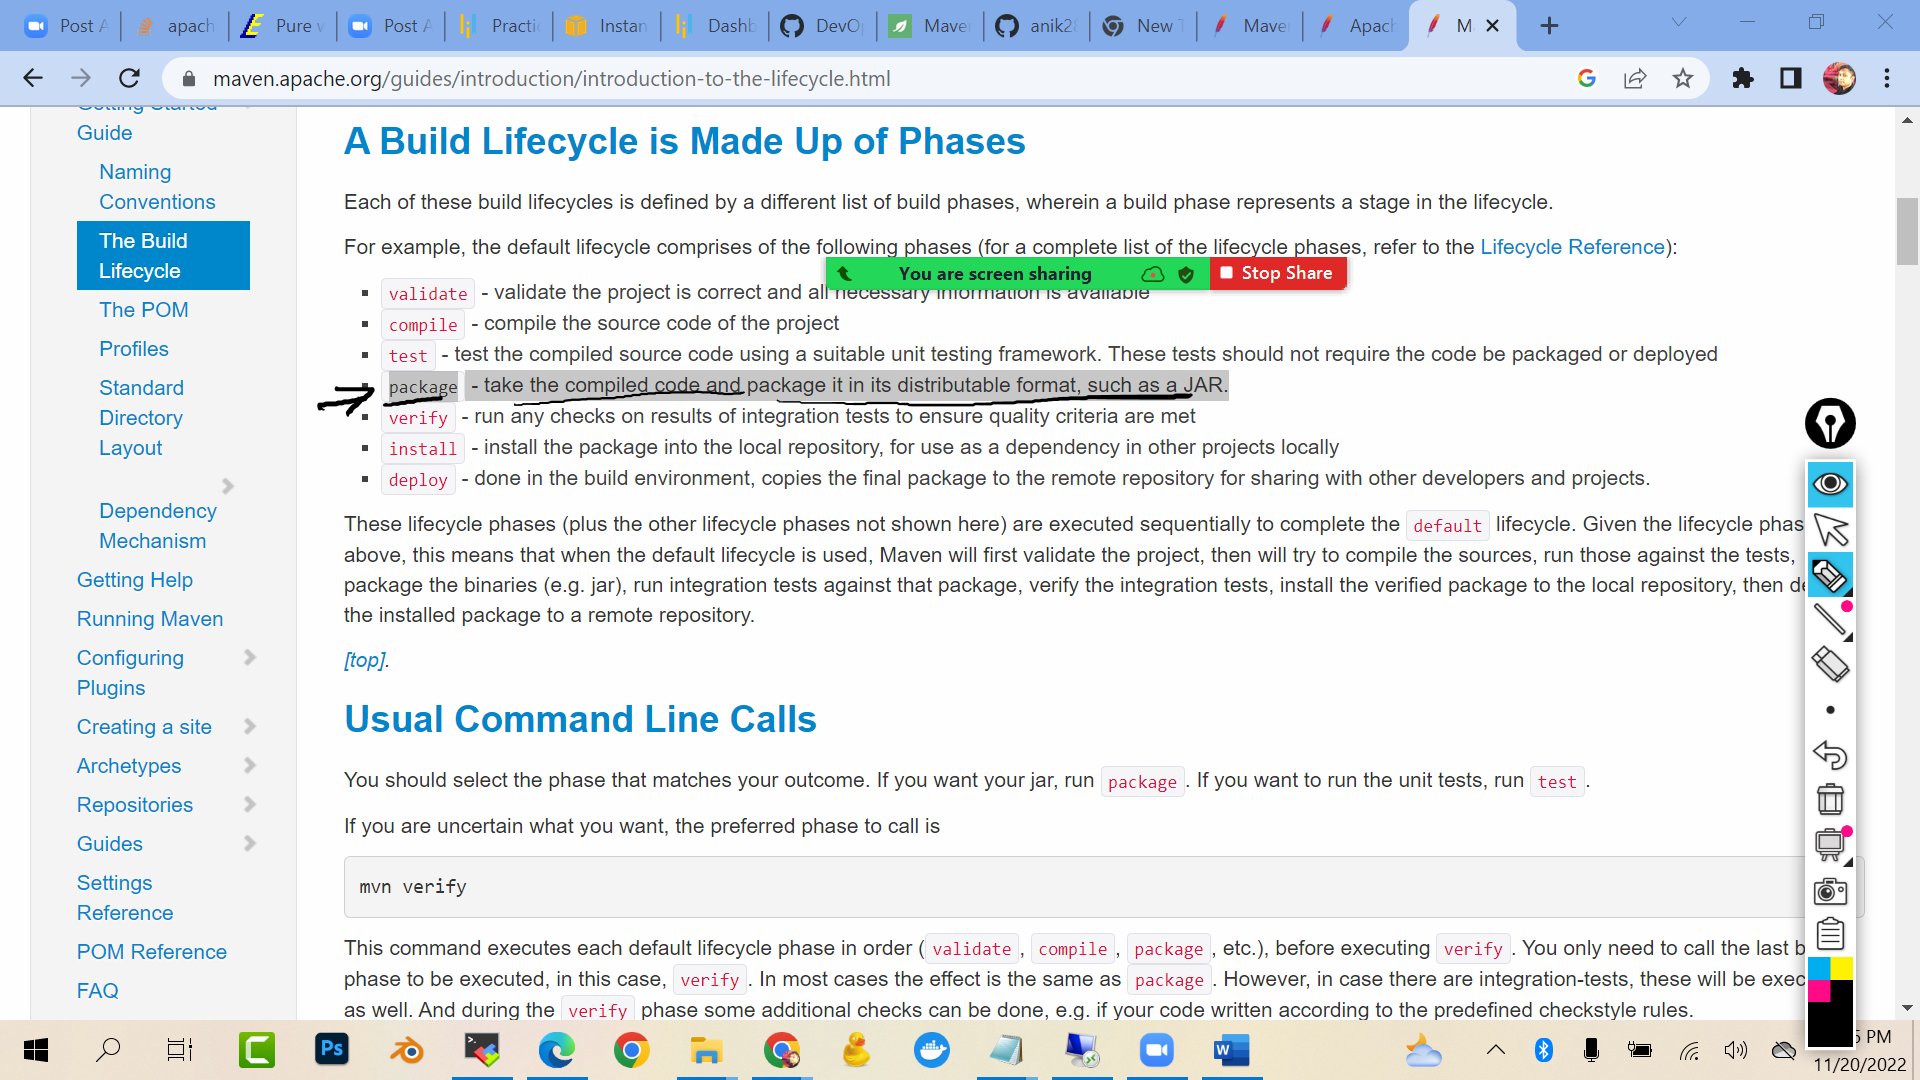 Post A
apach
Pure v
Post A
Practic
Instan
Dashb
DevO
Maven
anik28
New T
Maven
Apach
M
maven.apache.org/guides/introduction/introduction-to-the-lifecycle.html
Getting Started
Guide
Naming
Conventions
The Build
Lifecycle
The POM
Profiles
Standard
Directory
Layout
Dependency
Mechanism
Getting Help
Running Maven
Configuring
Plugins
Creating a site
Archetypes
Repositories
Guides
Settings
Reference
POM Reference
FAQ
A Build Lifecycle is Made Up of Phases
Each of these build lifecycles is defined by a different list of build phases, wherein a build phase represents a stage in the lifecycle.
For example, the default lifecycle comprises of the following phases (for a complete list of the lifecycle phases, refer to the Lifecycle Reference):
You are screen sharing
Stop Share
validate - validate the project is correct and all necessary information is available
compile - compile the source code of the project
test - test the compiled source code using a suitable unit testing framework. These tests should not require the code be packaged or deployed
package - take the compiled code and package it in its distributable format, such as a JAR.
verify - run any checks on results of integration tests to ensure quality criteria are met
install - install the package into the local repository, for use as a dependency in other projects locally
deploy - done in the build environment, copies the final package to the remote repository for sharing with other developers and projects.
These lifecycle phases (plus the other lifecycle phases not shown here) are executed sequentially to complete the default lifecycle. Given the lifecycle phas
above, this means that when the default lifecycle is used, Maven will first validate the project, then will try to compile the sources, run those against the tests,
package the binaries (e.g. jar), run integration tests against that package, verify the integration tests, install the verified package to the local repository, then de
the installed package to a remote repository.
[top].
Usual Command Line Calls
You should select the phase that matches your outcome. If you want your jar, run package. If you want to run the unit tests, run test.
If you are uncertain what you want, the preferred phase to call is
mvn verify
This command executes each default lifecycle phase in order (validate, compile, package, etc.), before executing verify. You only need to call the last b
phase to be executed, in this case, verify. In most cases the effect is the same as package. However, in case there are integration-tests, these will be exec
as well. And during the verify phase some additional checks can be done, e.g. if your code written according to the predefined checkstyle rules.
5 PM
11/20/2022